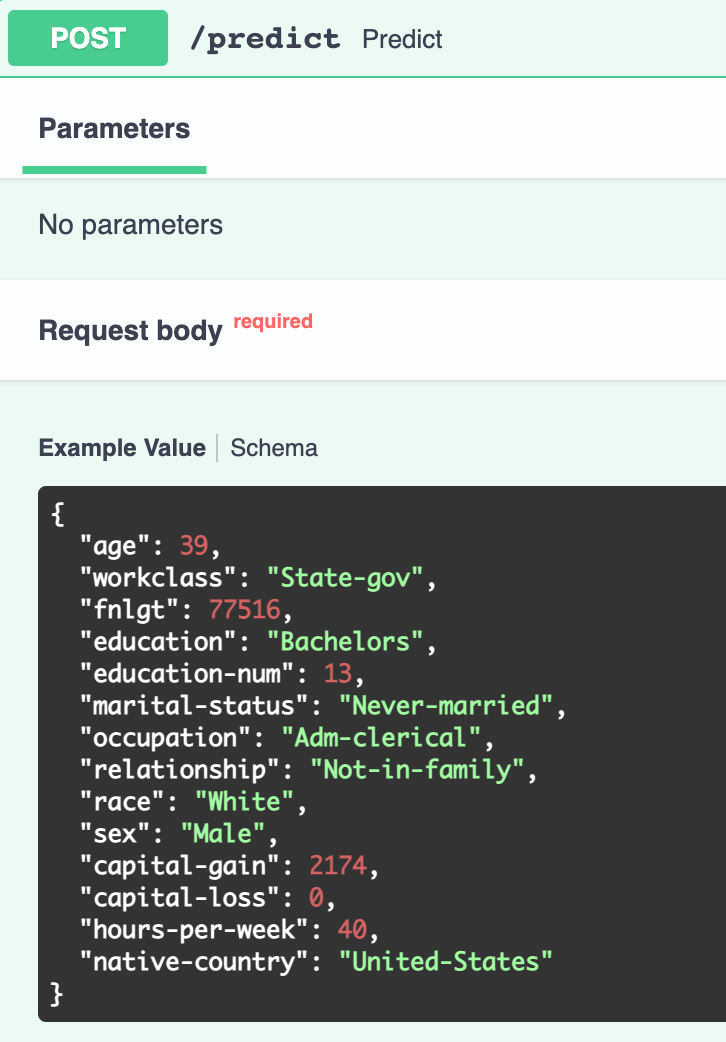 POST /predict Predict
Parameters
No parameters
Request body required
Example Value Schema
{
"age": 39,
"workclass": "State-gov",
"fnlgt": 77516,
"education": "Bachelors",
"education-num": 13,
"marital-status": "Never-married",
"occupation": "Adm-clerical",
"relationship": "Not-in-family",
"race": "White",
"sex": "Male",
"capital-gain": 2174,
"capital-loss": 0,
"hours-per-week": 40,
"native-country": "United-States"
}